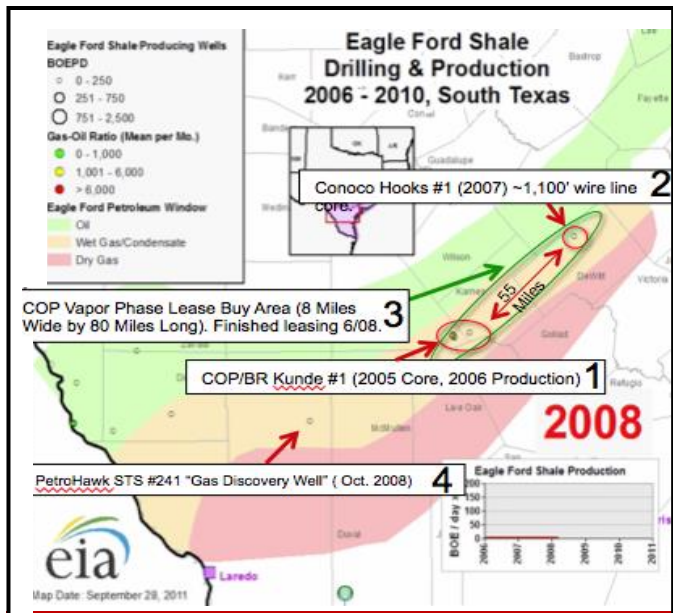 Eagle Ford Shale Producing Wells
BOEPD
0 - 250
251 - 750
751 - 2,500
Gas-Oil Ratio (Mean per Mo.)
0 - 1,000
1,001 - 6,000
> 6,000
Eagle Ford Petroleum Window
Oil
Wet Gas/Condensate
Dry Gas
Eagle Ford Shale
Drilling & Production
2006 - 2010, South Texas
Kerr
Bastrop
Lee
Fayette
Guadalupe
Conoco Hooks #1 (2007) ~1,100' wire line 2
core.
Wilson
Karnes
DeWitt
Victoria
55
Miles
COP Vapor Phase Lease Buy Area (8 Miles
Wide by 80 Miles Long). Finished leasing 6/08. 3
Goliad
COP/BR Kunde #1 (2005 Core, 2006 Production) 1
Refugio
Live Oak
McMullen
2008
PetroHawk STS #241 "Gas Discovery Well" ( Oct. 2008) 4
Eagle Ford Shale Production
BOE / day x
200
150
100
50
0
2006
2007
2008
2009
2010
2011
Duval
eia
Laredo
Map Date: September 28, 2011